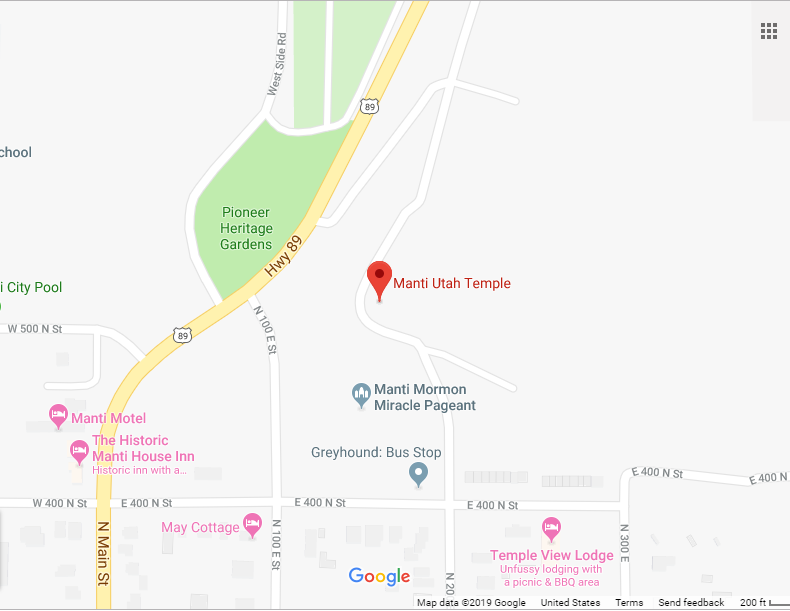 West Side Rd
89
chool
Pioneer
Heritage
Gardens
Hwy 89
i City Pool
Manti Utah Temple
N 100 E St
W 500 N St
89
Manti Mormon
Miracle Pageant
Manti Motel
The Historic
Manti House Inn
Historic inn with a...
Greyhound: Bus Stop
E 400 N St
E 400 N
W 400 N St
E 400 N St
E 400 N St
E 400 N St
May Cottage
N Main St
N 100 E St
N 300 E
Temple View Lodge
Unfussy lodging with
a picnic & BBQ area
N 20
Google
Map data ©2019 Google United States Terms Send feedback 200 ft